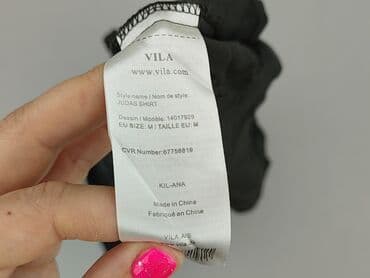 VILA
www.vila.com
Style name / Nom de style:
JUDAS SHIRT
Dessin / Modèle: 14017929
EU SIZE: M / TAILLE EU: M
CVR Number: 67756819
KIL-ANA
Made in China
Fabriqué en Chine
VILA A/S